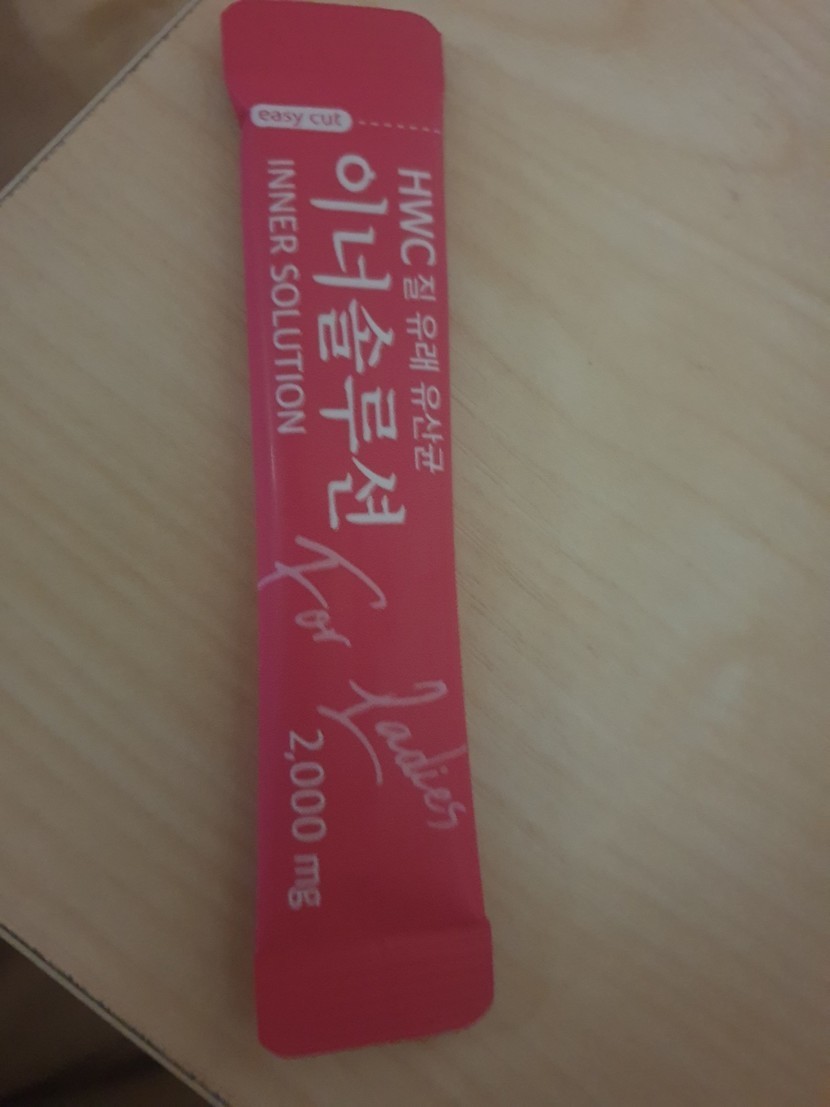 easy cut
HWC 질 유래 유산균
이너솔루션
INNER SOLUTION
For Ladies
2,000 mg